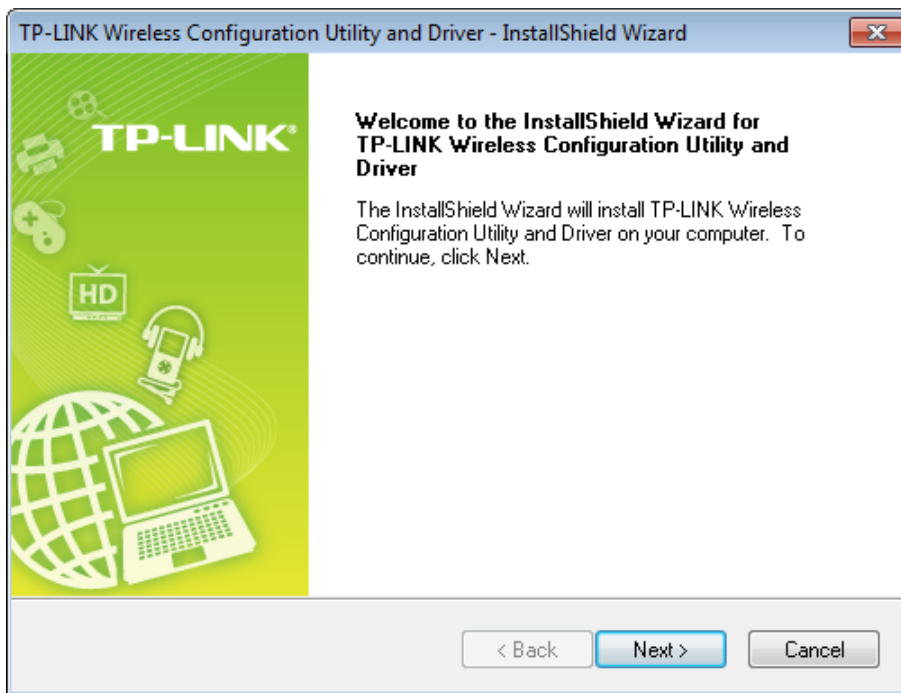 TP-LINK Wireless Configuration Utility and Driver - InstallShield Wizard
TP-LINK®
HD
Welcome to the InstallShield Wizard for
TP-LINK Wireless Configuration Utility and
Driver
The InstallShield Wizard will install TP-LINK Wireless
Configuration Utility and Driver on your computer.  To
continue, click Next.
< Back
Next >
Cancel